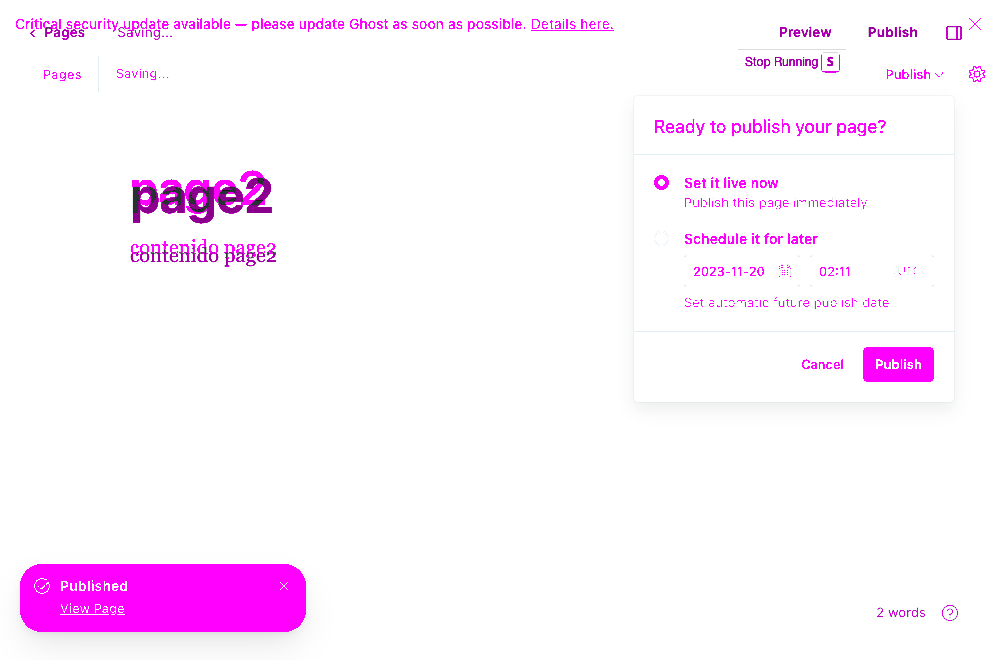 Critical security update available — please update Ghost as soon as possible. Details here.
Pages Saving... Preview Publish
Stop Running S
Pages Saving... Publish
Ready to publish your page?
page2
page2
Set it live now
Publish this page immediately
contenido page2
contenido page2
Schedule it for later
2023-11-20 02:11
Set automatic future publish date
Cancel Publish
Published
View Page
2 words